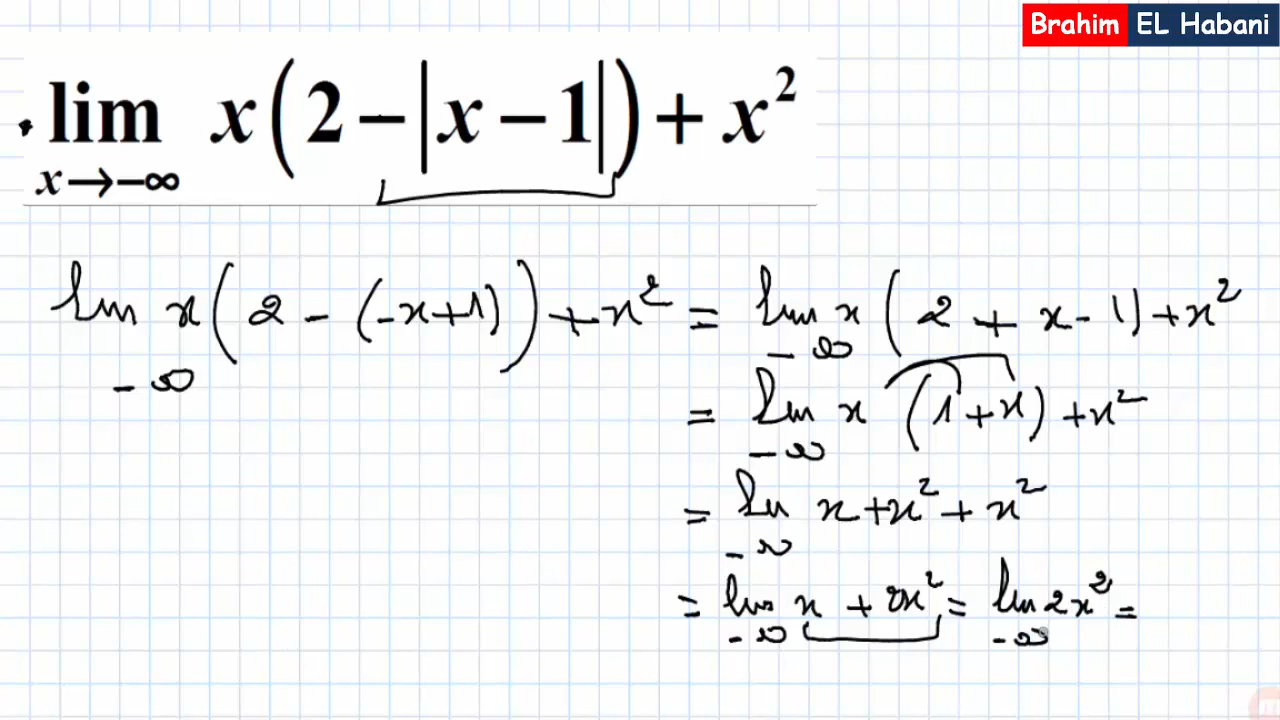 Brahim EL Habani
lim x→−∞ x(2−|x−1|)+x²
lim −∞ x(2−(−x+1))+x² = lim −∞ x(2+x−1)+x²
= lim −∞ x(1+x)+x²
= lim −∞ x+x²+x²
= lim −∞ x+2x² = lim −∞ 2x² =